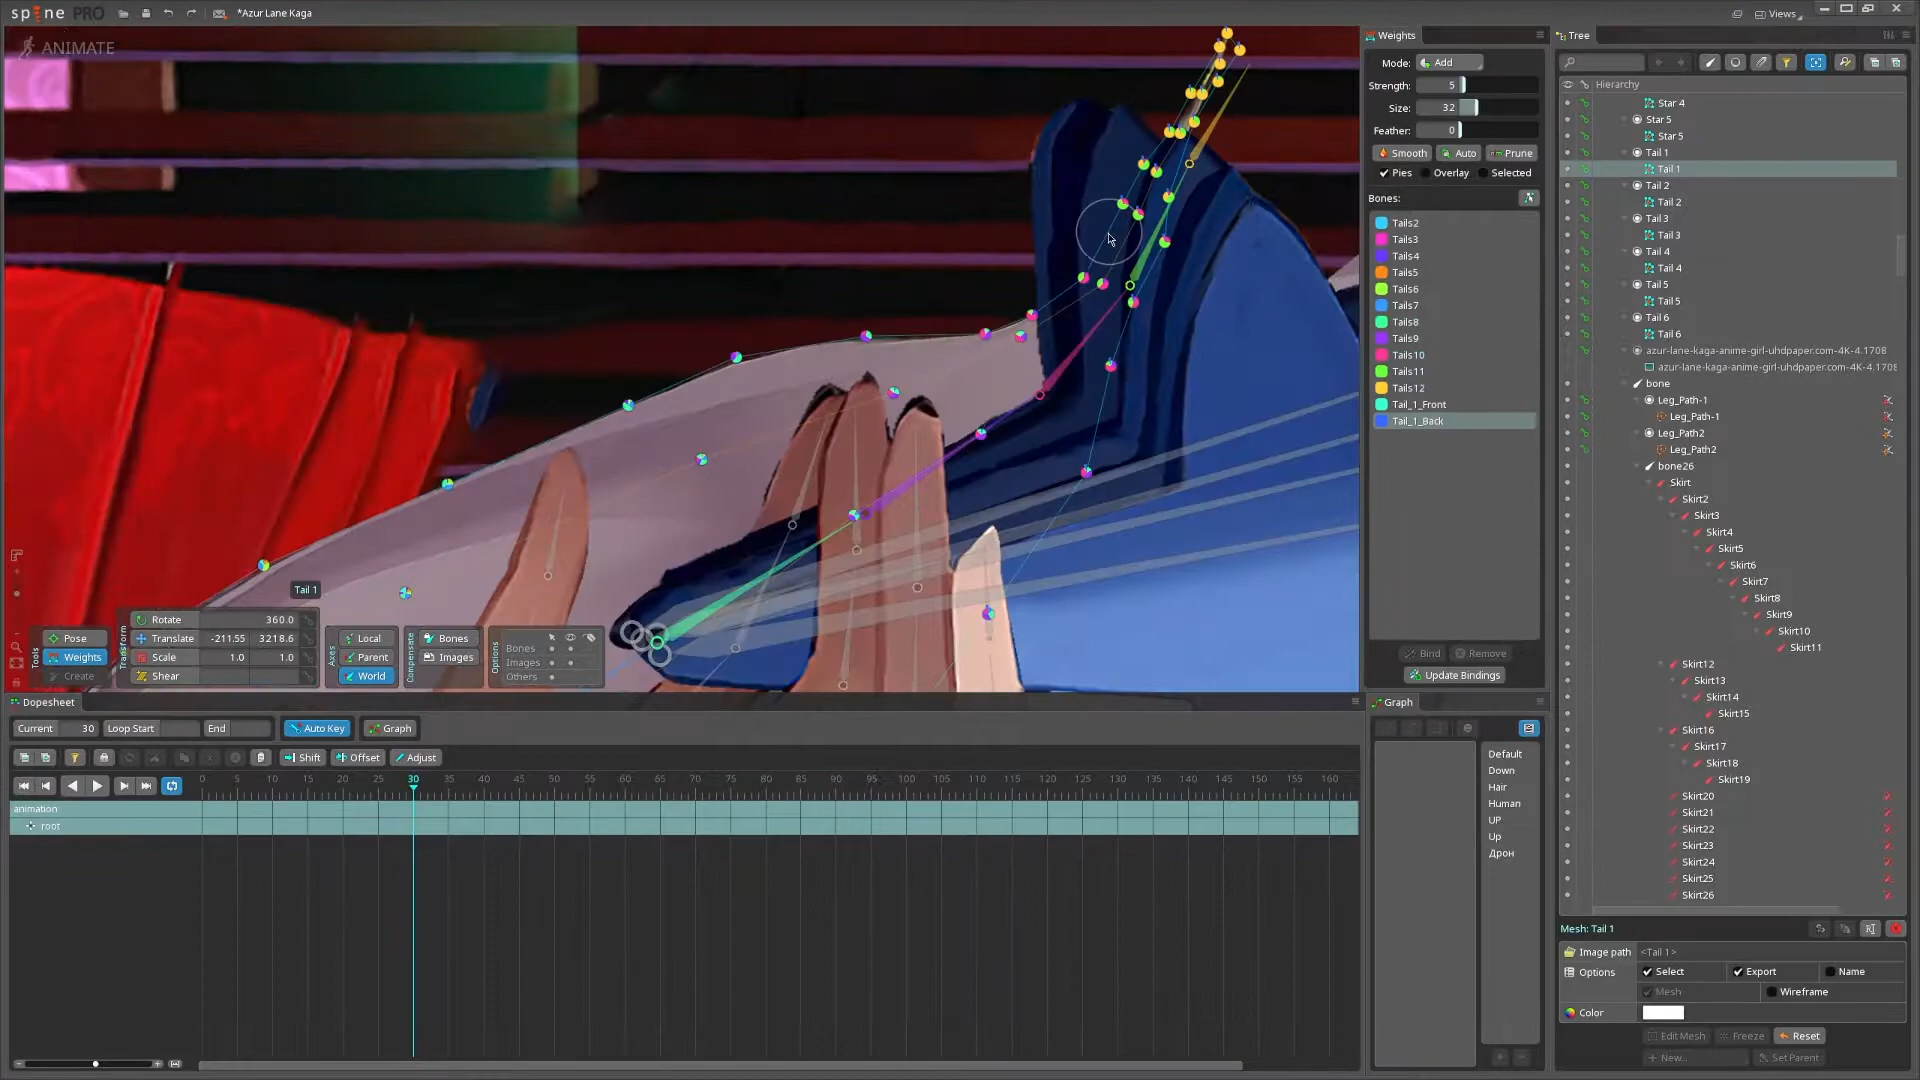 spine PRO
*Azur Lane Kaga
Views
ANIMATE
Tail 1
Tools
Pose
Weights
Create
Transform
Rotate 360.0
Translate -211.55 3218.6
Scale 1.0 1.0
Shear
Axes
Local
Parent
World
Compensate
Bones
Images
Options
Bones
Images
Others
Weights
Mode: Add
Strength: 5
Size: 32
Feather: 0
Smooth Auto Prune
Pies Overlay Selected
Bones:
Tails2
Tails3
Tails4
Tails5
Tails6
Tails7
Tails8
Tails9
Tails10
Tails11
Tails12
Tail_1_Front
Tail_1_Back
Bind Remove
Update Bindings
Tree
Hierarchy
Star 4
Star 5
Star 5
Tail 1
Tail 1
Tail 2
Tail 2
Tail 3
Tail 3
Tail 4
Tail 4
Tail 5
Tail 5
Tail 6
Tail 6
azur-lane-kaga-anime-girl-uhdpaper.com-4K-4.1708
azur-lane-kaga-anime-girl-uhdpaper.com-4K-4.1708
bone
Leg_Path-1
Leg_Path-1
Leg_Path2
Leg_Path2
bone26
Skirt
Skirt2
Skirt3
Skirt4
Skirt5
Skirt6
Skirt7
Skirt8
Skirt9
Skirt10
Skirt11
Skirt12
Skirt13
Skirt14
Skirt15
Skirt16
Skirt17
Skirt18
Skirt19
Skirt20
Skirt21
Skirt22
Skirt23
Skirt24
Skirt25
Skirt26
Mesh: Tail 1
Image path <Tail 1>
Options Select Export Name
Mesh Wireframe
Color
Edit Mesh Freeze Reset
New... Set Parent
Dopesheet
Current 30 Loop Start End Auto Key Graph
Shift Offset Adjust
0 5 10 15 20 25 30 35 40 45 50 55 60 65 70 75 80 85 90 95 100 105 110 115 120 125 130 135 140 145 150 155 160
animation
root
Graph
Default
Down
Hair
Human
UP
Up
Дрон